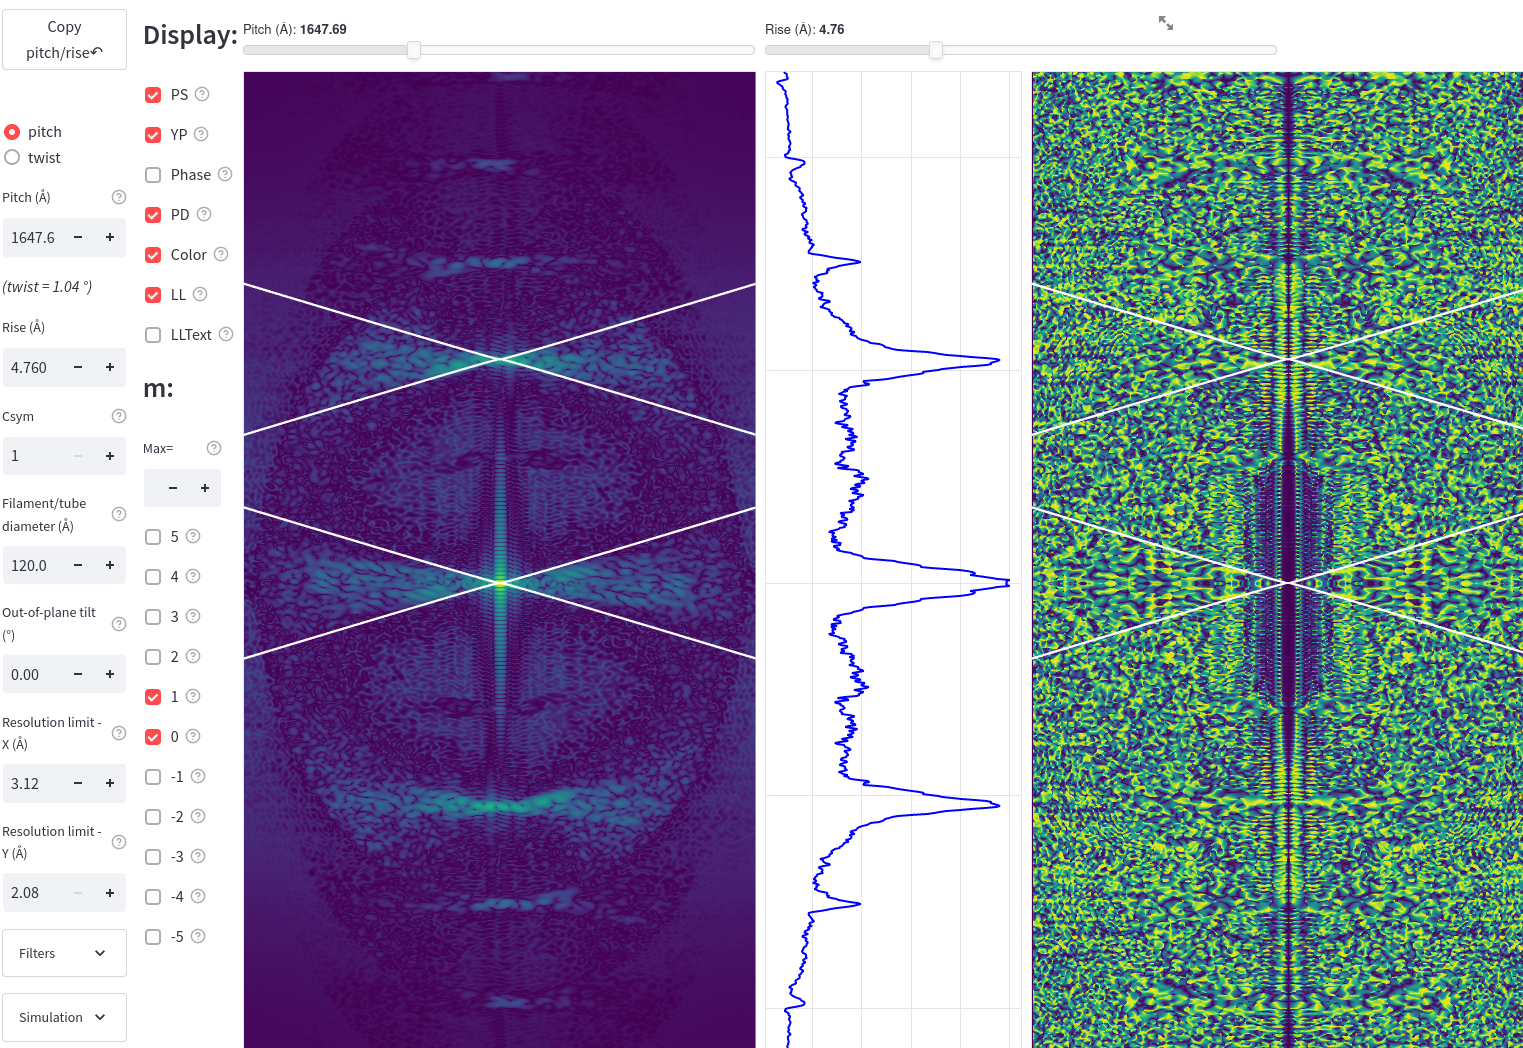 Copy
pitch/rise↶
pitch
twist
Pitch (Å)
1647.6
(twist = 1.04 °)
Rise (Å)
4.760
Csym
1
Filament/tube
diameter (Å)
120.0
Out-of-plane tilt
(°)
0.00
Resolution limit -
X (Å)
3.12
Resolution limit -
Y (Å)
2.08
Filters
Simulation
Display:
PS
YP
Phase
PD
Color
LL
LLText
m:
Max=
5
4
3
2
1
0
-1
-2
-3
-4
-5
Pitch (Å): 1647.69
Rise (Å): 4.76